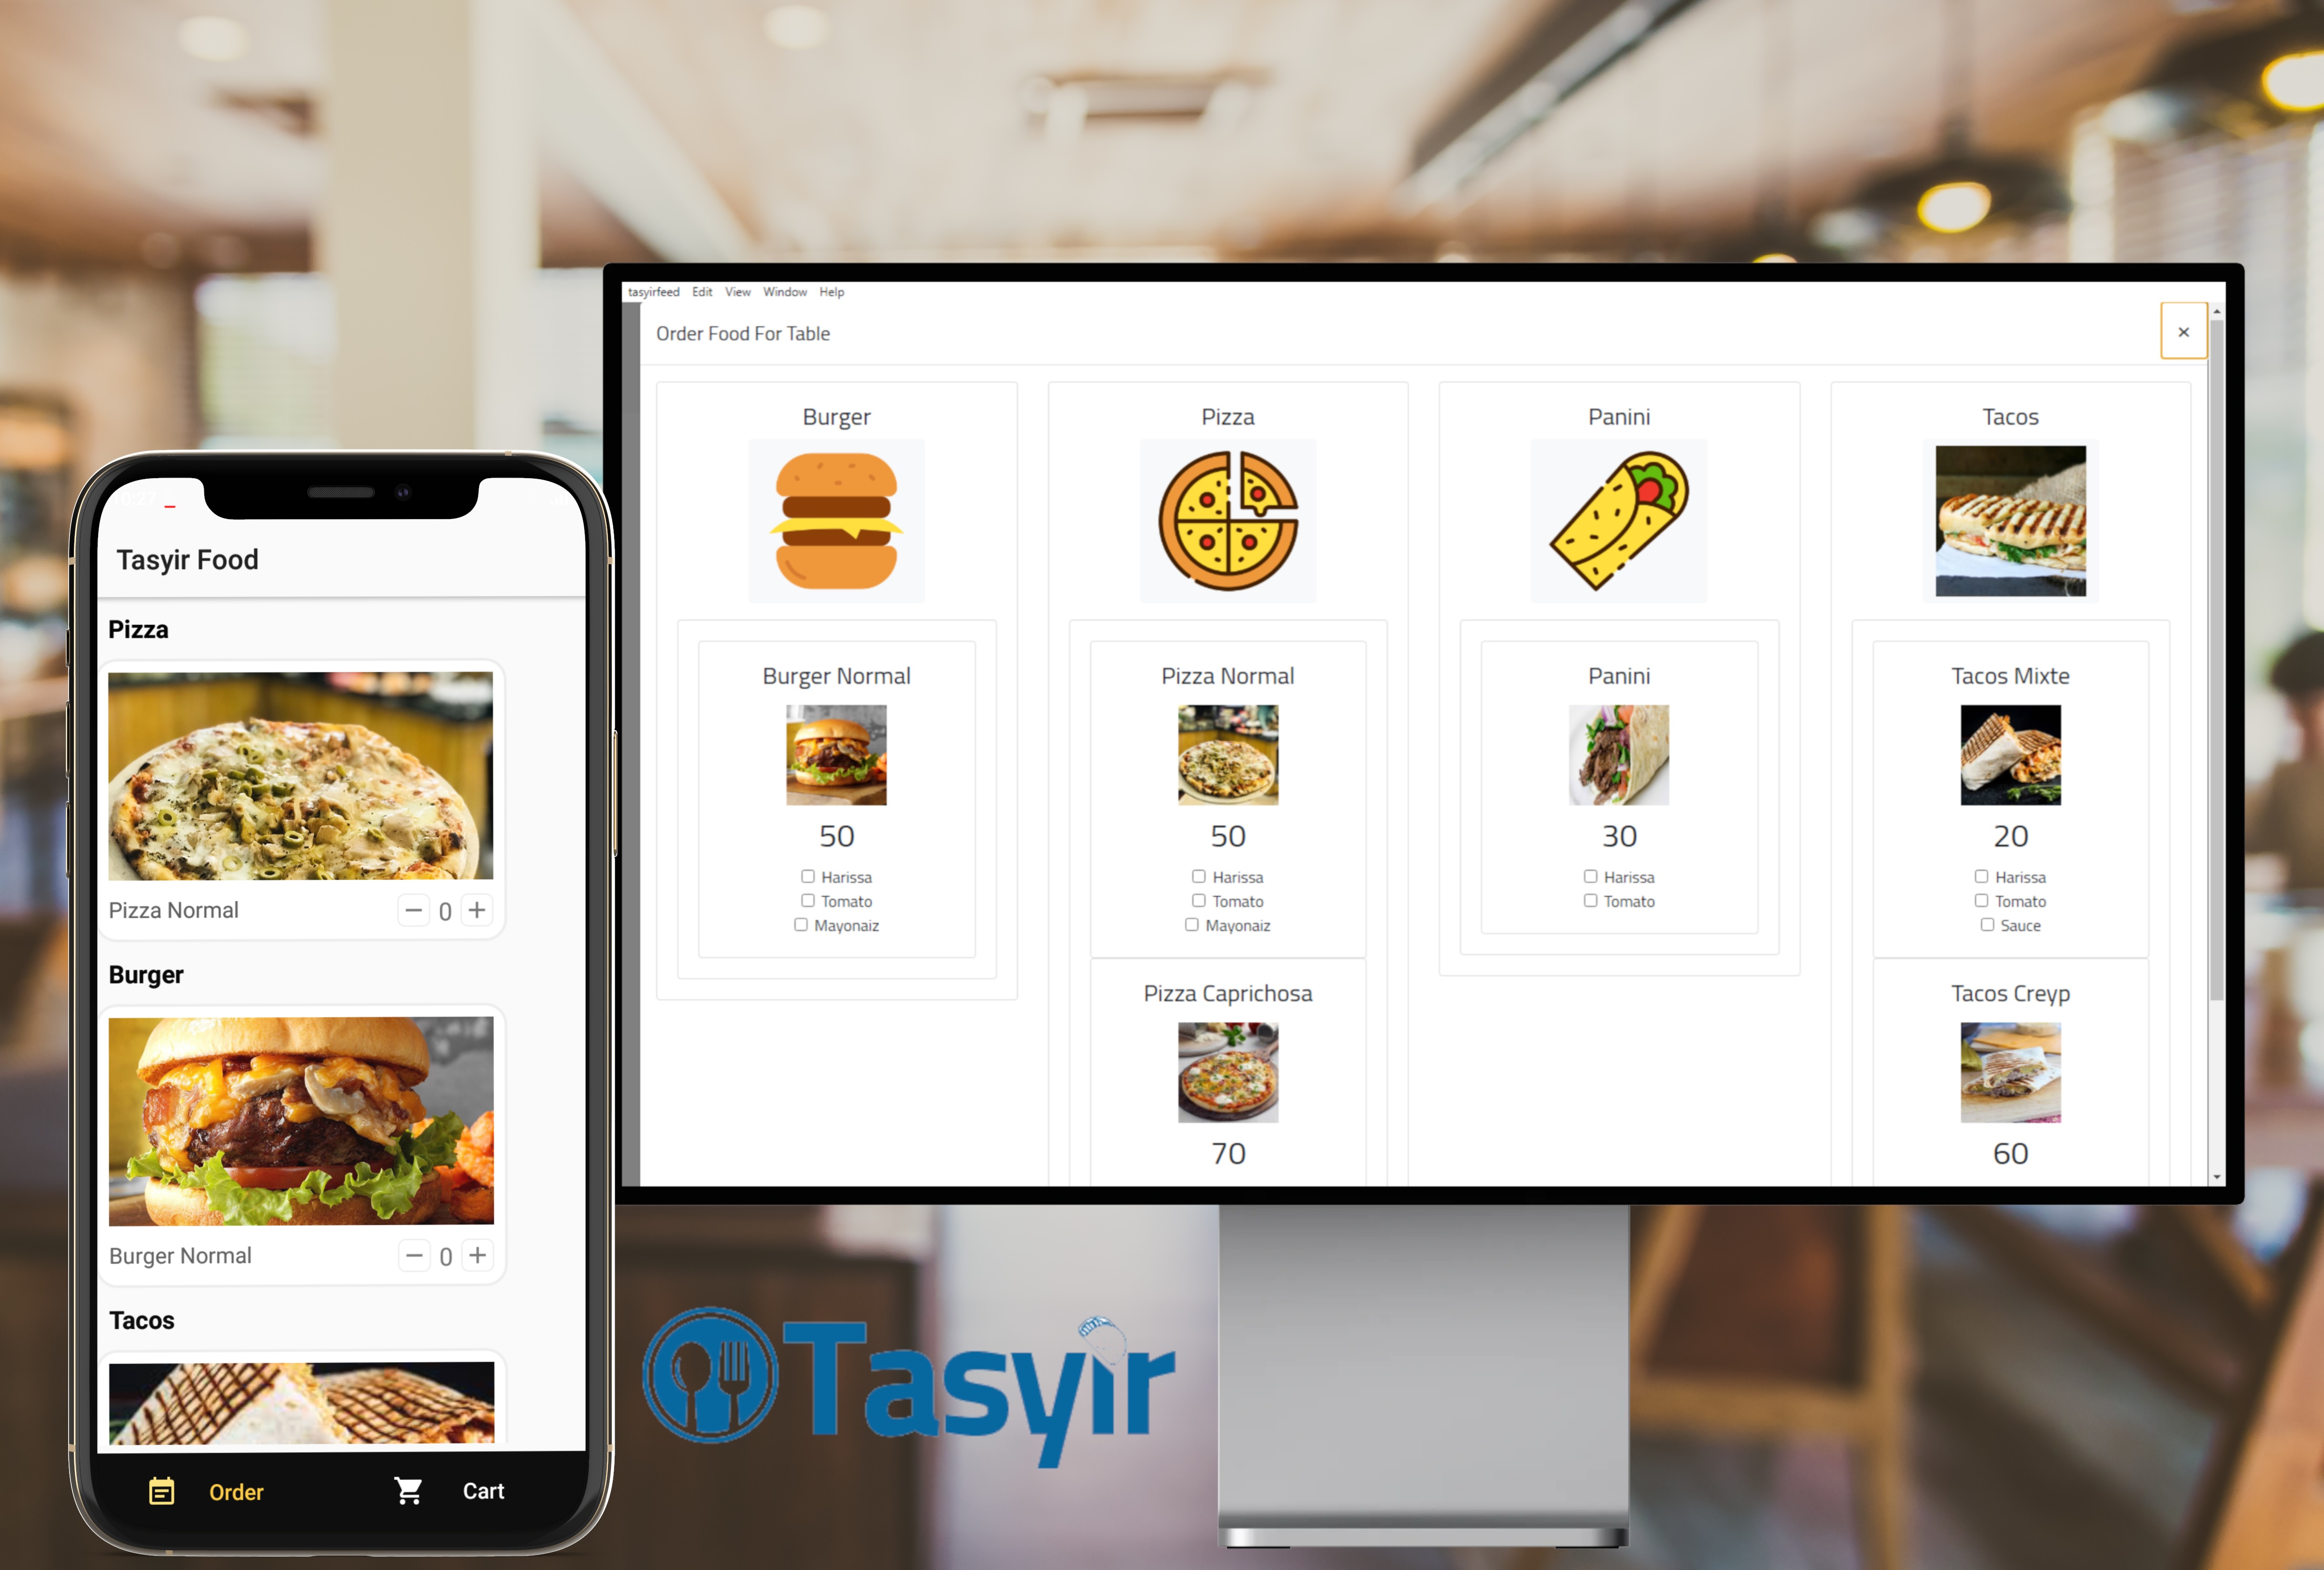 tasyirfeed Edit View Window Help
Order Food For Table
×
Burger
Pizza
Panini
Tacos
Burger Normal
50
Harissa
Tomato
Mayonaiz
Pizza Normal
50
Harissa
Tomato
Mayonaiz
Pizza Caprichosa
70
Panini
30
Harissa
Tomato
Tacos Mixte
20
Harissa
Tomato
Sauce
Tacos Creyp
60
Tasyir Food
Pizza
Pizza Normal
− 0 +
Burger
Burger Normal
− 0 +
Tacos
Order
Cart
Tasyir